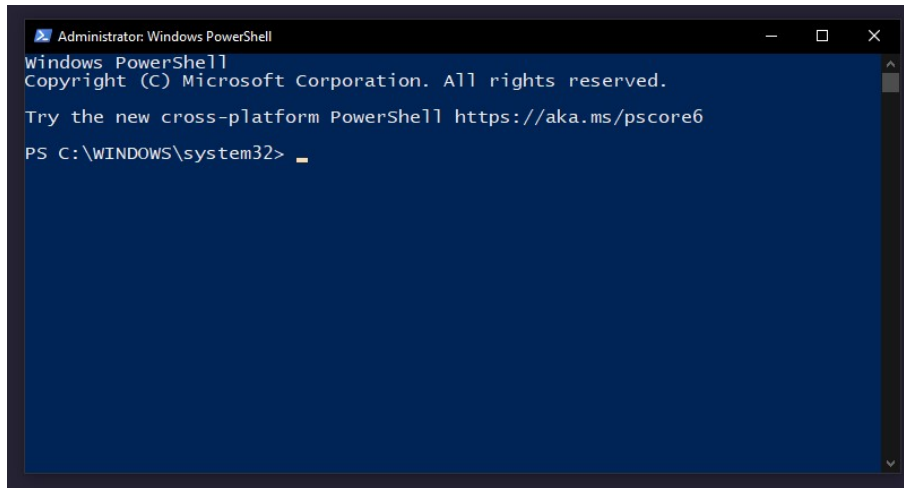 Administrator: Windows PowerShell
Windows PowerShell
Copyright (C) Microsoft Corporation. All rights reserved.
Try the new cross-platform PowerShell https://aka.ms/pscore6
PS C:\WINDOWS\system32>